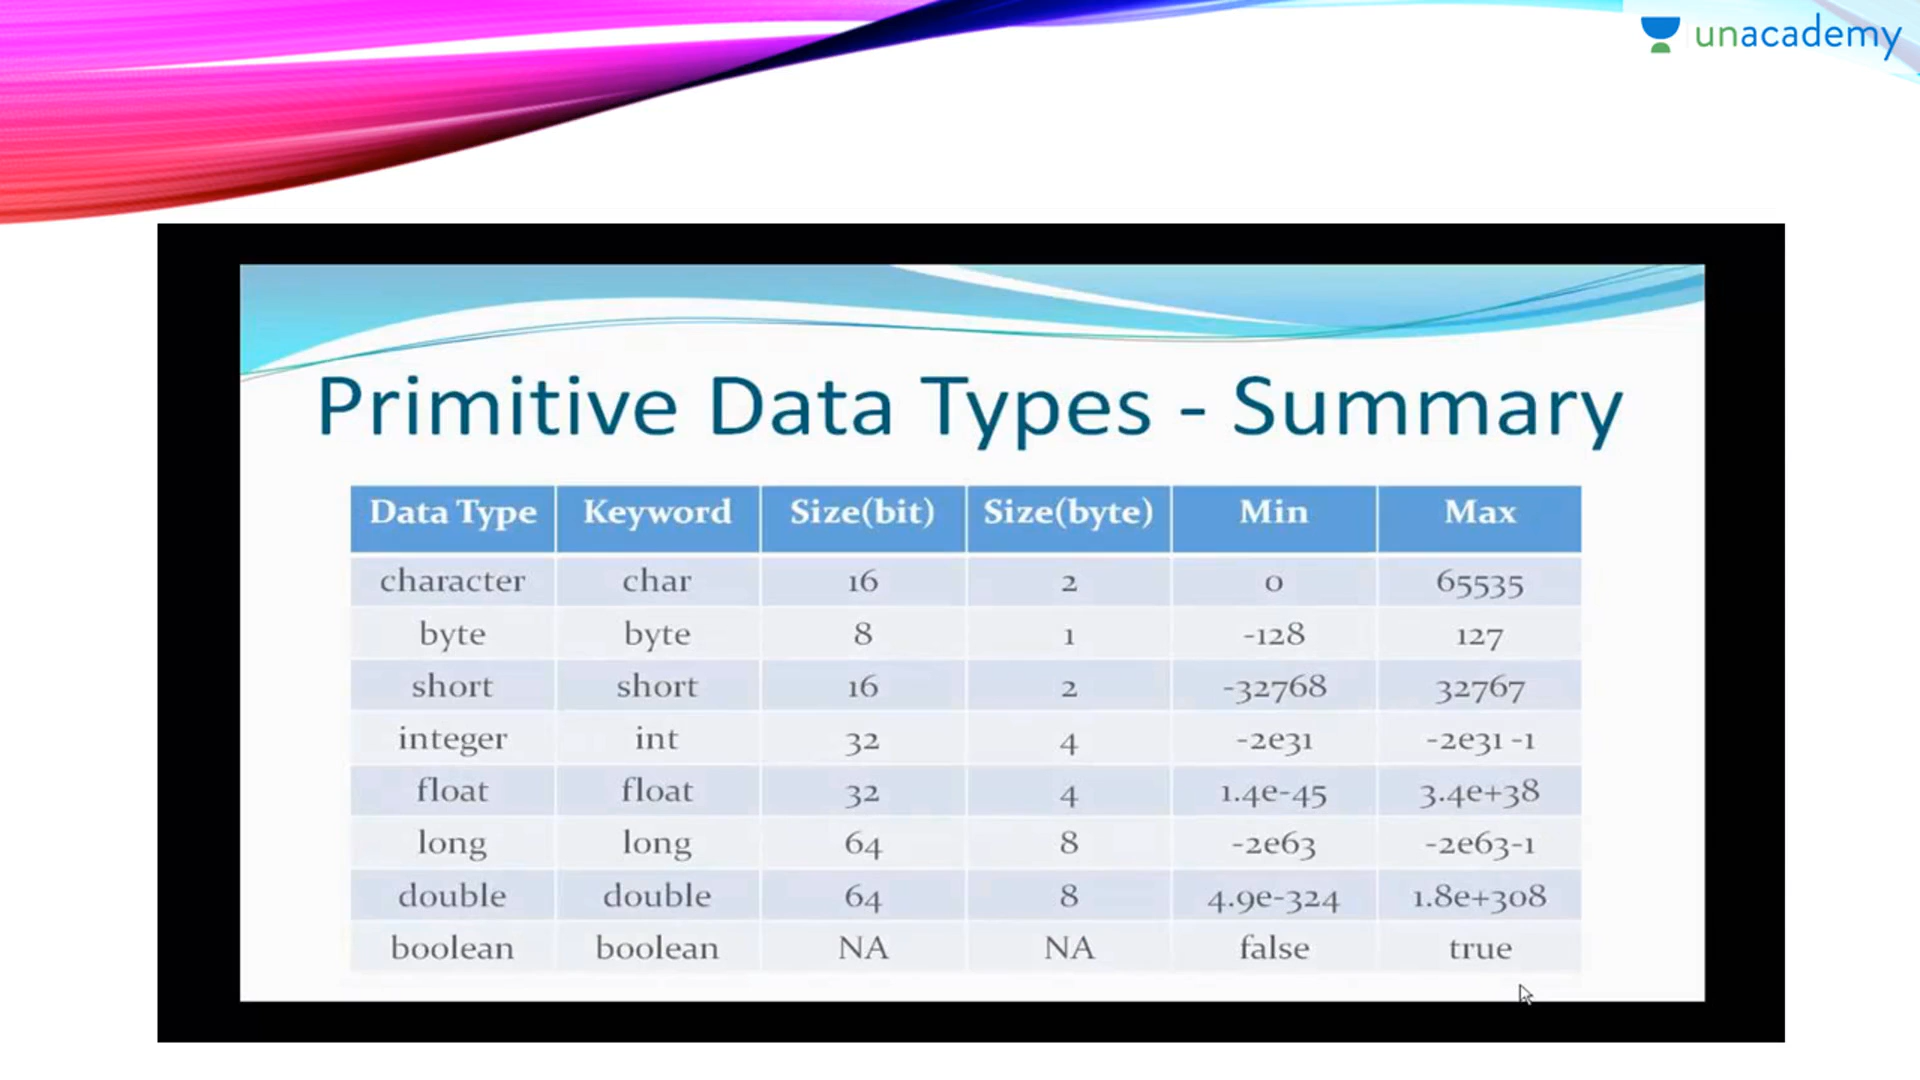 unacademy
Primitive Data Types - Summary
Data Type Keyword Size(bit) Size(byte) Min Max
character char 16 2 0 65535
byte byte 8 1 -128 127
short short 16 2 -32768 32767
integer int 32 4 -2e31 -2e31 -1
float float 32 4 1.4e-45 3.4e+38
long long 64 8 -2e63 -2e63-1
double double 64 8 4.9e-324 1.8e+308
boolean boolean NA NA false true